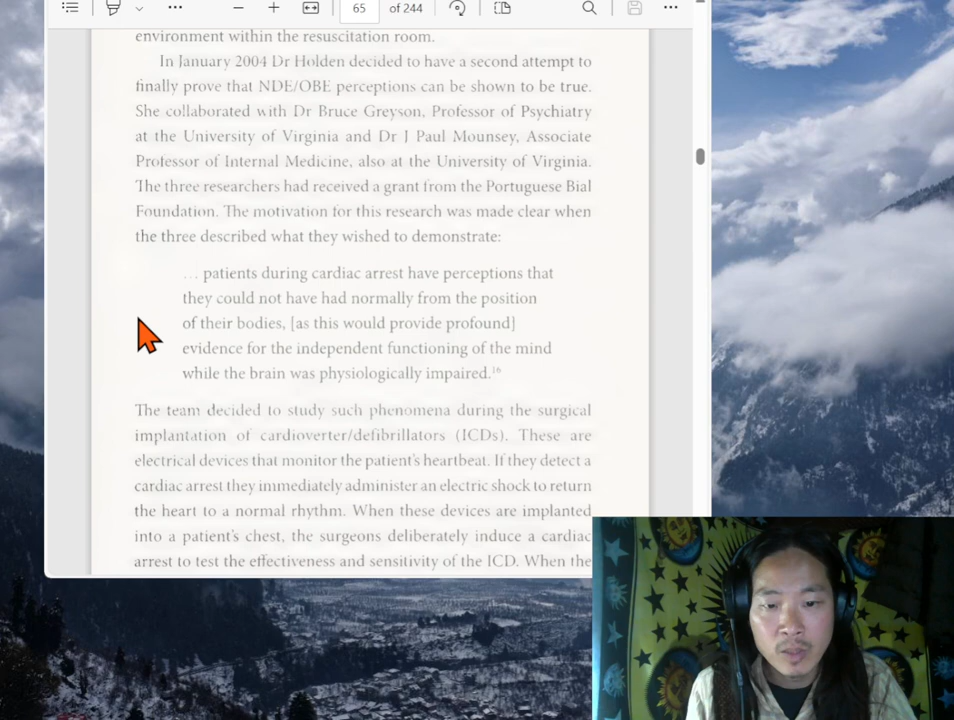 65 of 244
environment within the resuscitation room.
In January 2004 Dr Holden decided to have a second attempt to
finally prove that NDE/OBE perceptions can be shown to be true.
She collaborated with Dr Bruce Greyson, Professor of Psychiatry
at the University of Virginia and Dr J Paul Mounsey, Associate
Professor of Internal Medicine, also at the University of Virginia.
The three researchers had received a grant from the Portuguese Bial
Foundation. The motivation for this research was made clear when
the three described what they wished to demonstrate:
… patients during cardiac arrest have perceptions that
they could not have had normally from the position
of their bodies, [as this would provide profound]
evidence for the independent functioning of the mind
while the brain was physiologically impaired.16
The team decided to study such phenomena during the surgical
implantation of cardioverter/defibrillators (ICDs). These are
electrical devices that monitor the patient's heartbeat. If they detect a
cardiac arrest they immediately administer an electric shock to return
the heart to a normal rhythm. When these devices are implanted
into a patient's chest, the surgeons deliberately induce a cardiac
arrest to test the effectiveness and sensitivity of the ICD. When the